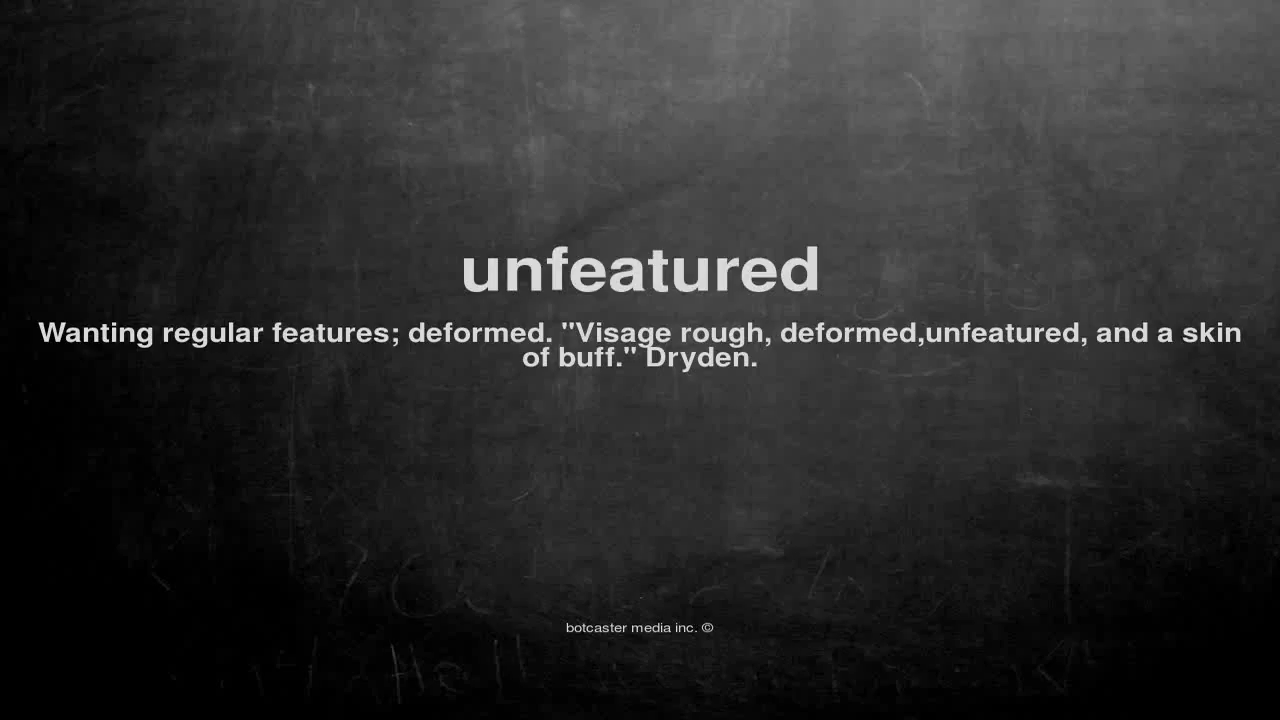 unfeatured
Wanting regular features; deformed. "Visage rough, deformed,unfeatured, and a skin
of buff." Dryden.
botcaster media inc. ©